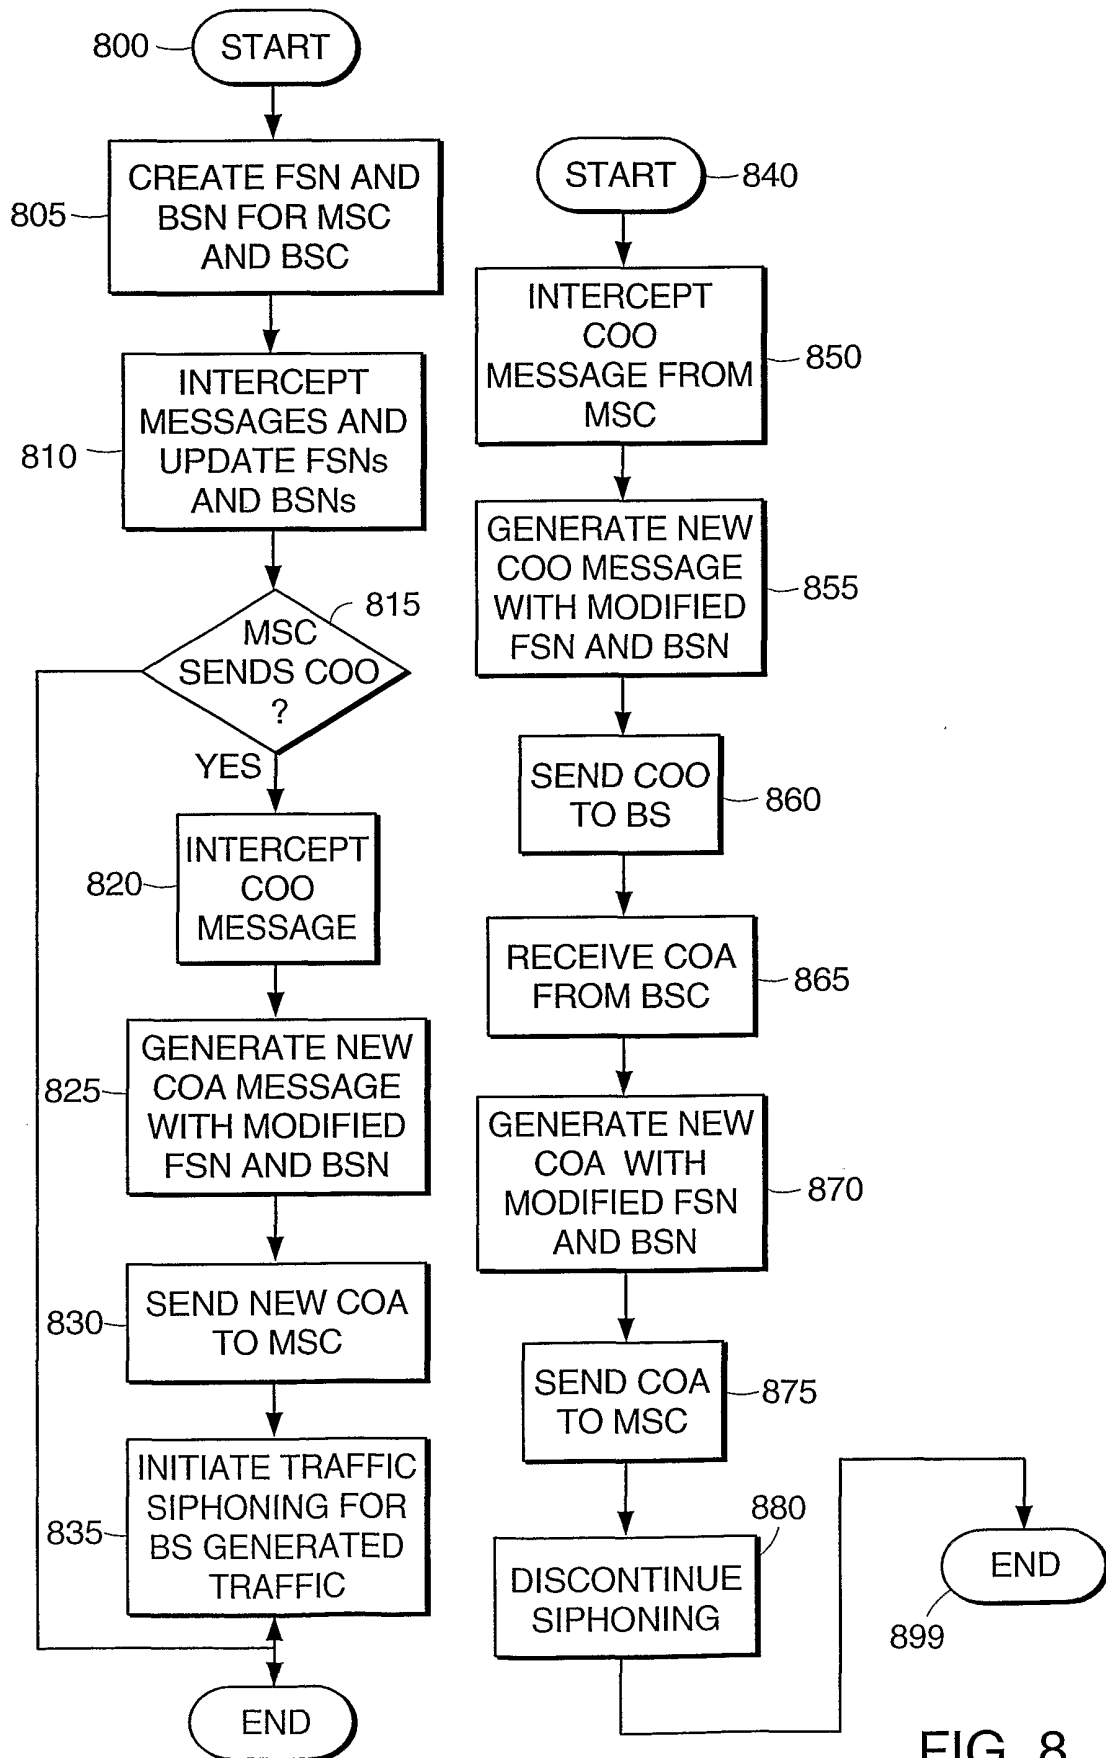 800
START
805
CREATE FSN AND
BSN FOR MSC
AND BSC
810
INTERCEPT
MESSAGES AND
UPDATE FSNs
AND BSNs
815
MSC
SENDS COO
?
YES
820
INTERCEPT
COO
MESSAGE
825
GENERATE NEW
COA MESSAGE
WITH MODIFIED
FSN AND BSN
830
SEND NEW COA
TO MSC
835
INITIATE TRAFFIC
SIPHONING FOR
BS GENERATED
TRAFFIC
END
START
840
INTERCEPT
COO
MESSAGE FROM
MSC
850
GENERATE NEW
COO MESSAGE
WITH MODIFIED
FSN AND BSN
855
SEND COO
TO BS
860
RECEIVE COA
FROM BSC
865
GENERATE NEW
COA WITH
MODIFIED FSN
AND BSN
870
SEND COA
TO MSC
875
880
DISCONTINUE
SIPHONING
END
899
FIG. 8